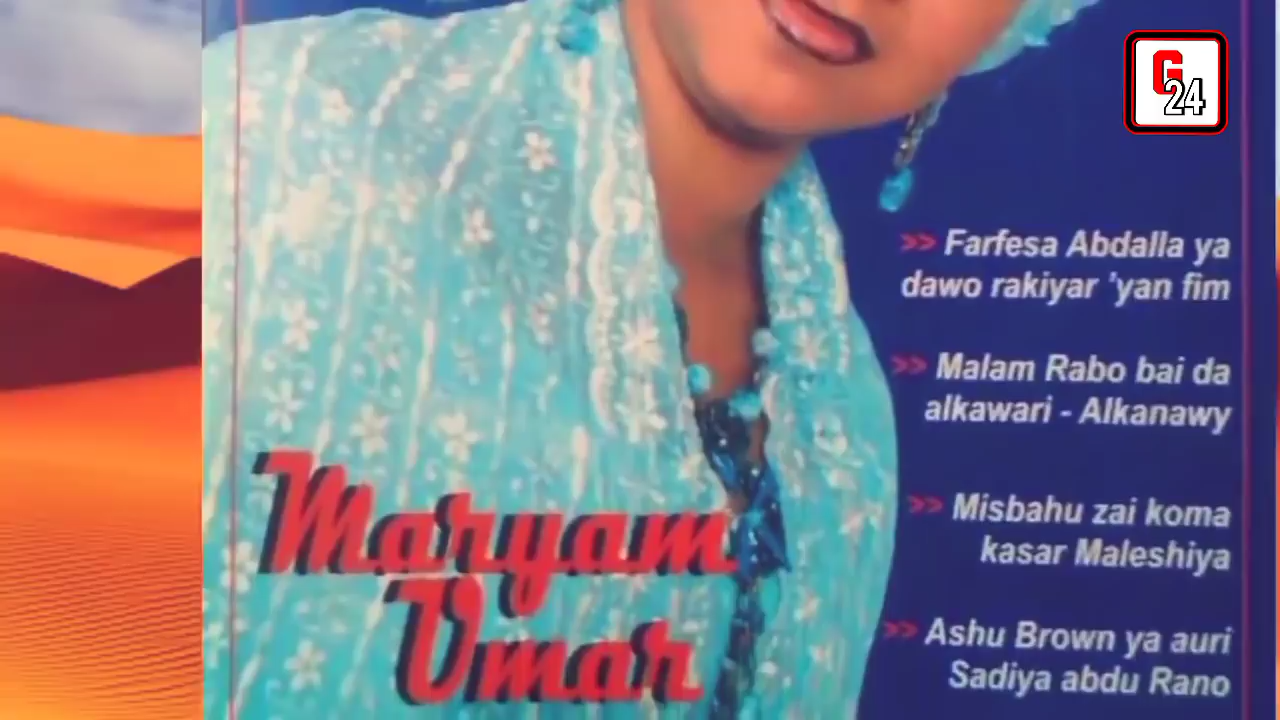 G
24
>> Farfesa Abdalla ya
dawo rakiyar 'yan fim
>> Malam Rabo bai da
alkawari - Alkanawy
>> Misbahu zai koma
kasar Maleshiya
>> Ashu Brown ya auri
Sadiya abdu Rano
Maryam
Umar